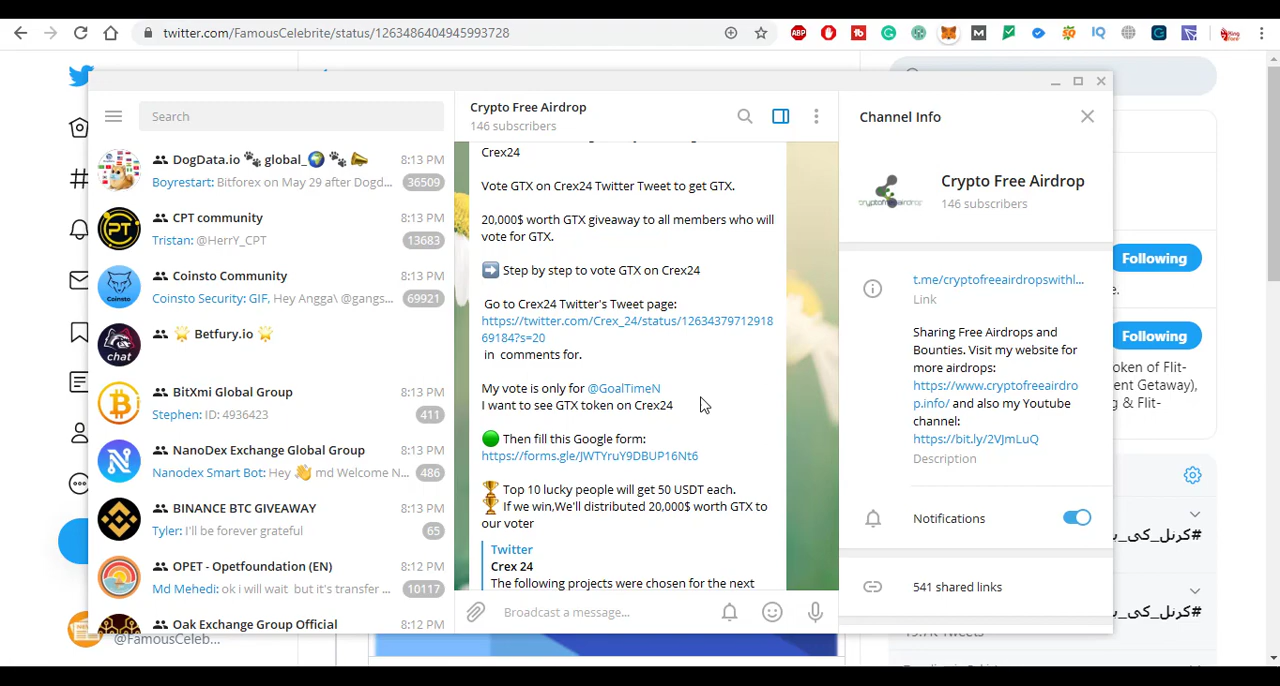 twitter.com/FamousCelebrite/status/1263486404945993728
Search
DogData.io 🐾 global_🌍 🐾 📣
8:13 PM
Boyrestart: Bitforex on May 29 after Dogd...
36509
CPT community
8:13 PM
Tristan: @HerrY_CPT
13683
Coinsto Community
8:13 PM
Coinsto Security: GIF, Hey Angga\ @gangs...
69921
chat
🌟 Betfury.io 🌟
8:13 PM
BitXmi Global Group
8:13 PM
Stephen: ID: 4936423
411
NanoDex Exchange Global Group
8:13 PM
Nanodex Smart Bot: Hey 👋 md Welcome N...
486
BINANCE BTC GIVEAWAY
8:13 PM
Tyler: I'll be forever grateful
65
OPET - Opetfoundation (EN)
8:12 PM
Md Mehedi: ok i will wait but it's transfer ...
10117
Oak Exchange Group Official
8:12 PM
@FamousCeleb...
Crypto Free Airdrop
146 subscribers
Crex24
Vote GTX on Crex24 Twitter Tweet to get GTX.
20,000$ worth GTX giveaway to all members who will
vote for GTX.
➡️ Step by step to vote GTX on Crex24
Go to Crex24 Twitter's Tweet page:
https://twitter.com/Crex_24/status/12634379712918
69184?s=20
in comments for.
My vote is only for @GoalTimeN
I want to see GTX token on Crex24
🟢 Then fill this Google form:
https://forms.gle/JWTYruY9DBUP16Nt6
🏆 Top 10 lucky people will get 50 USDT each.
🏆 If we win,We'll distributed 20,000$ worth GTX to
our voter
Twitter
Crex 24
The following projects were chosen for the next
Broadcast a message...
Channel Info
Crypto Free Airdrop
146 subscribers
t.me/cryptofreeairdropswithl...
Link
Sharing Free Airdrops and
Bounties. Visit my website for
more airdrops:
https://www.cryptofreeairdro
p.info/ and also my Youtube
channel:
https://bit.ly/2VJmLuQ
Description
Notifications
541 shared links
Following
Following
oken of Flit-
ent Getaway),
g & Flit-